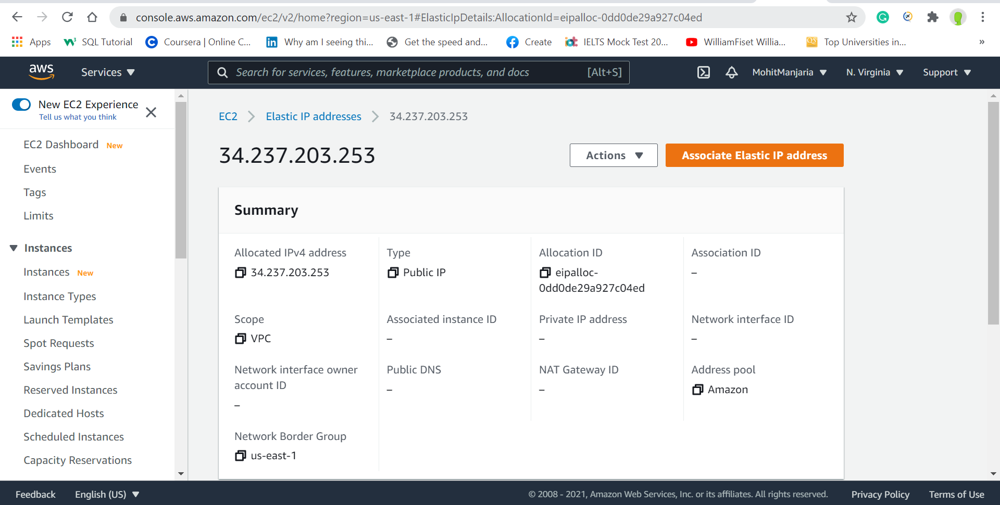 console.aws.amazon.com/ec2/v2/home?region=us-east-1#ElasticIpDetails:AllocationId=eipalloc-0dd0de29a927c04ed
Apps SQL Tutorial Coursera | Online C... Why am I seeing thi... Get the speed and... Create IELTS Mock Test 20... WilliamFiset Willia... Top Universities in... »
aws Services Search for services, features, marketplace products, and docs [Alt+S] MohitManjaria N. Virginia Support
New EC2 Experience
Tell us what you think
EC2 Dashboard New
Events
Tags
Limits
Instances
Instances New
Instance Types
Launch Templates
Spot Requests
Savings Plans
Reserved Instances
Dedicated Hosts
Scheduled Instances
Capacity Reservations
EC2 Elastic IP addresses 34.237.203.253
34.237.203.253 Actions Associate Elastic IP address
Summary
Allocated IPv4 address
34.237.203.253
Type
Public IP
Allocation ID
eipalloc-
0dd0de29a927c04ed
Association ID
–
Scope
VPC
Associated instance ID
–
Private IP address
–
Network interface ID
–
Network interface owner
account ID
–
Public DNS
–
NAT Gateway ID
–
Address pool
Amazon
Network Border Group
us-east-1
Feedback English (US) © 2008 - 2021, Amazon Web Services, Inc. or its affiliates. All rights reserved. Privacy Policy Terms of Use